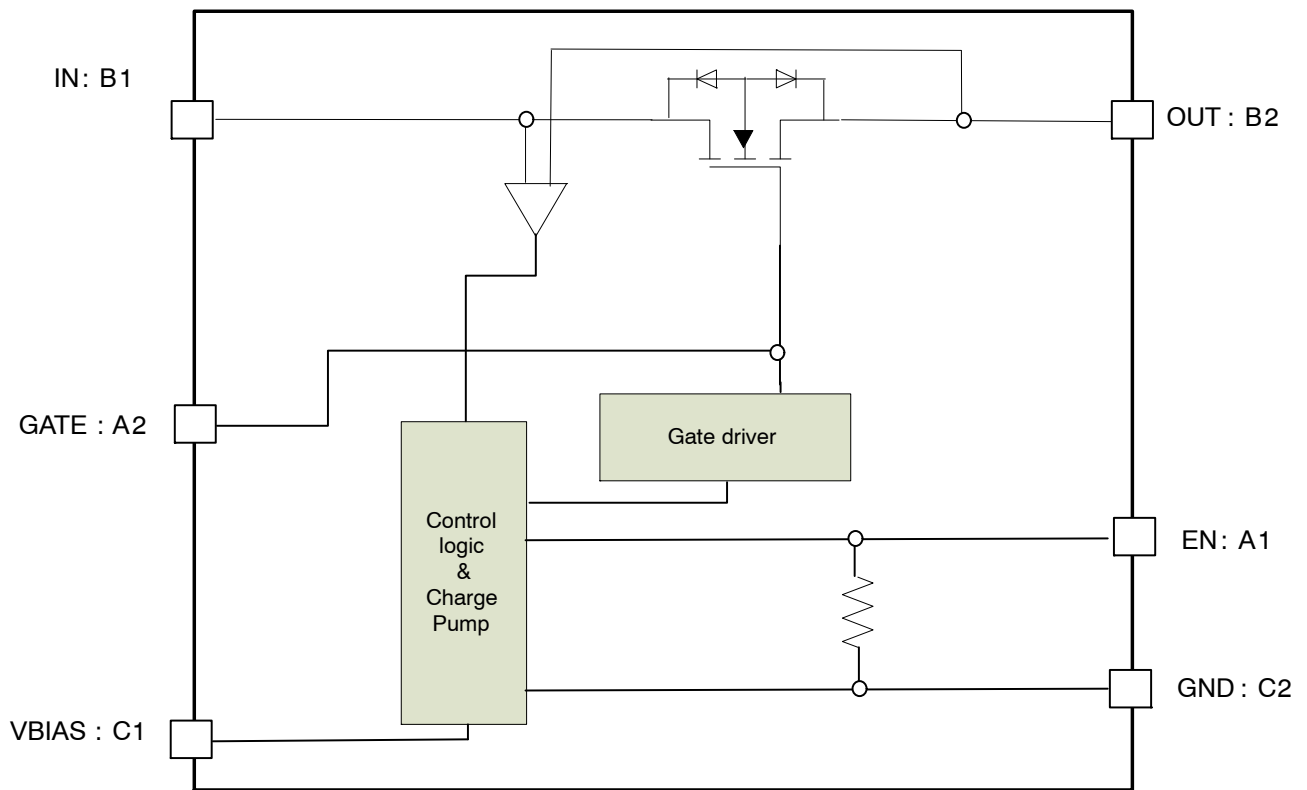 IN: B1
OUT : B2
GATE : A2
Gate driver
Control
logic
&
Charge
Pump
EN: A1
GND : C2
VBIAS : C1